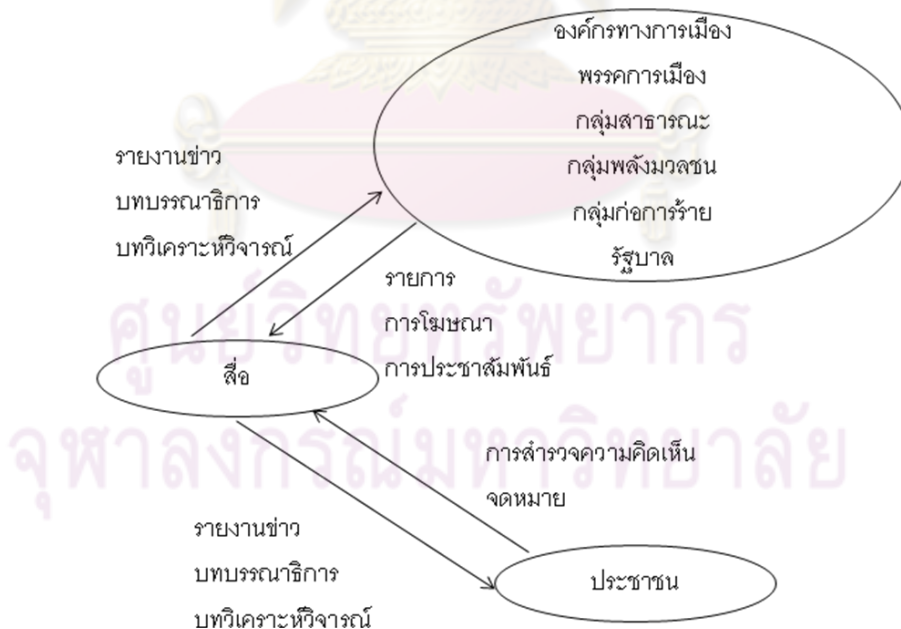 องค์กรทางการเมือง
พรรคการเมือง
กลุ่มสาธารณะ
กลุ่มพลังมวลชน
กลุ่มก่อการร้าย
รัฐบาล
รายงานข่าว
บทบรรณาธิการ
บทวิเคราะห์วิจารณ์
รายการ
การโฆษณา
การประชาสัมพันธ์
สื่อ
การสำรวจความคิดเห็น
จดหมาย
รายงานข่าว
บทบรรณาธิการ
บทวิเคราะห์วิจารณ์
ประชาชน
ศูนย์วิทยทรัพยากร
จุฬาลงกรณ์มหาวิทยาลัย